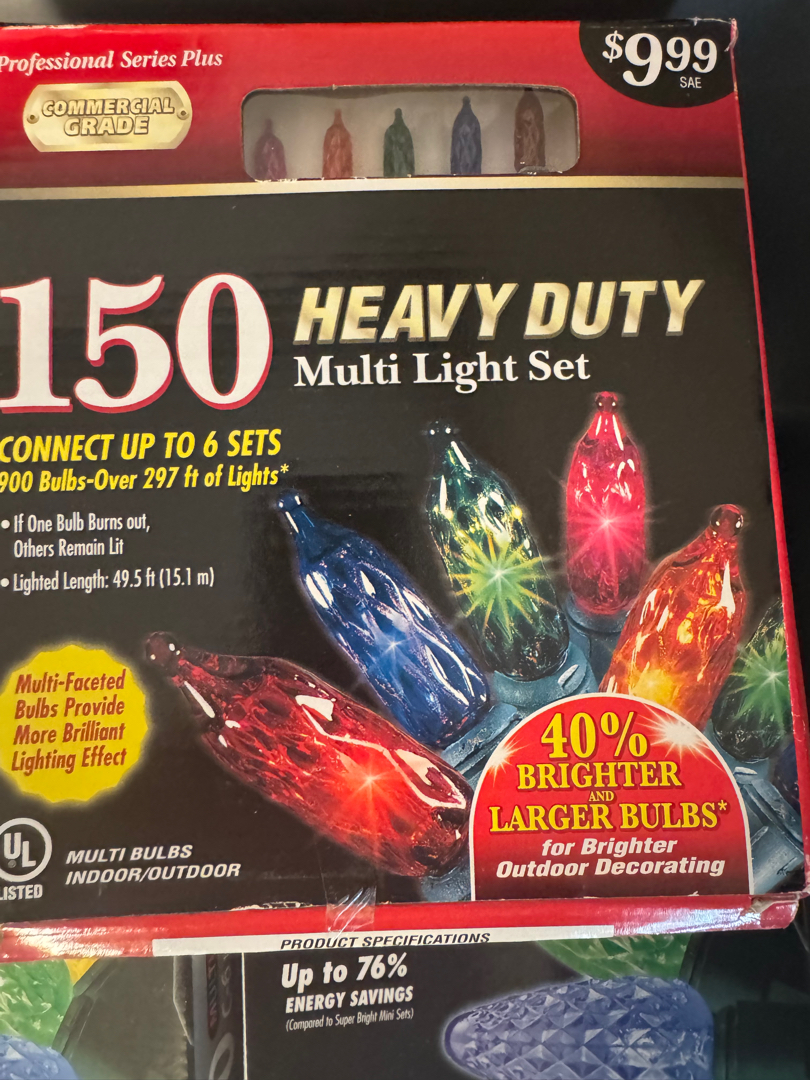 Professional Series Plus
$9.99
SAE
COMMERCIAL
GRADE
150
HEAVY DUTY
Multi Light Set
CONNECT UP TO 6 SETS
900 Bulbs-Over 297 ft of Lights*
• If One Bulb Burns out,
Others Remain Lit
• Lighted Length: 49.5 ft (15.1 m)
Multi-Faceted
Bulbs Provide
More Brilliant
Lighting Effect
40%
BRIGHTER
AND
LARGER BULBS*
for Brighter
Outdoor Decorating
UL
LISTED
MULTI BULBS
INDOOR/OUTDOOR
PRODUCT SPECIFICATIONS
Up to 76%
ENERGY SAVINGS
(Compared to Super Bright Mini Sets)